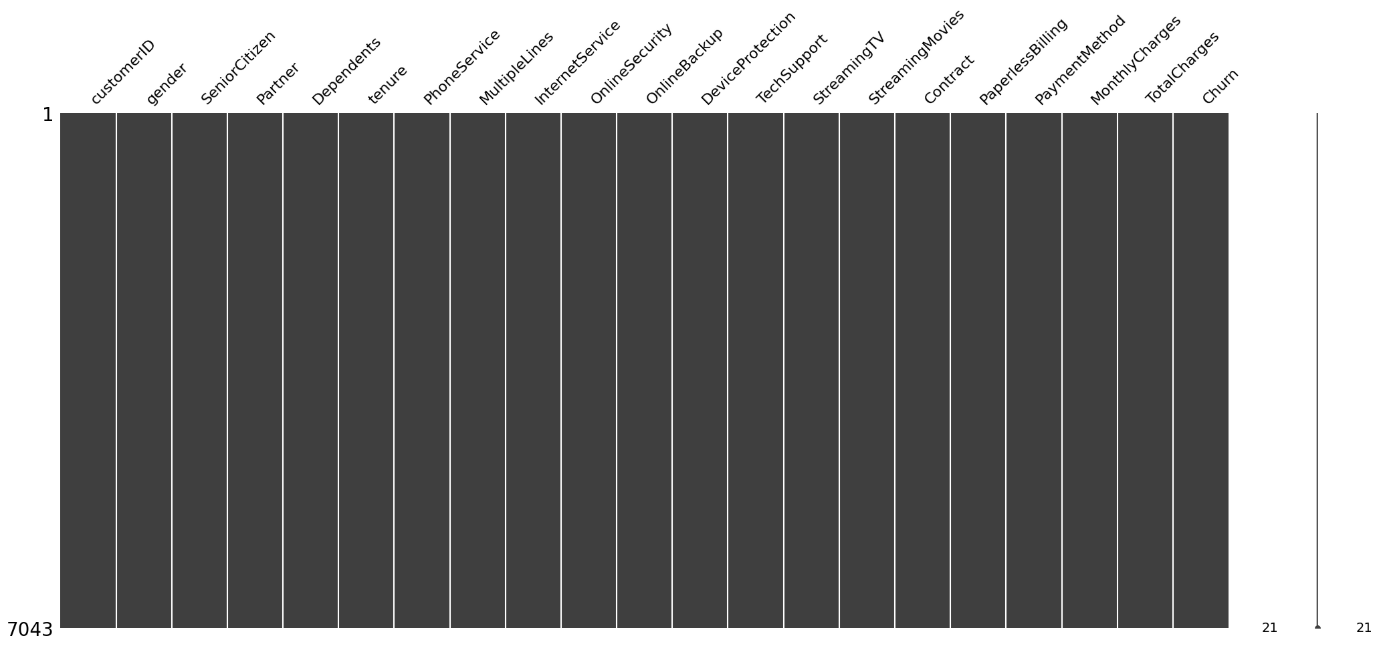 customerID
gender
SeniorCitizen
Partner
Dependents
tenure
PhoneService
MultipleLines
InternetService
OnlineSecurity
OnlineBackup
DeviceProtection
TechSupport
StreamingTV
StreamingMovies
Contract
PaperlessBilling
PaymentMethod
MonthlyCharges
TotalCharges
Churn
1
7043
21
21